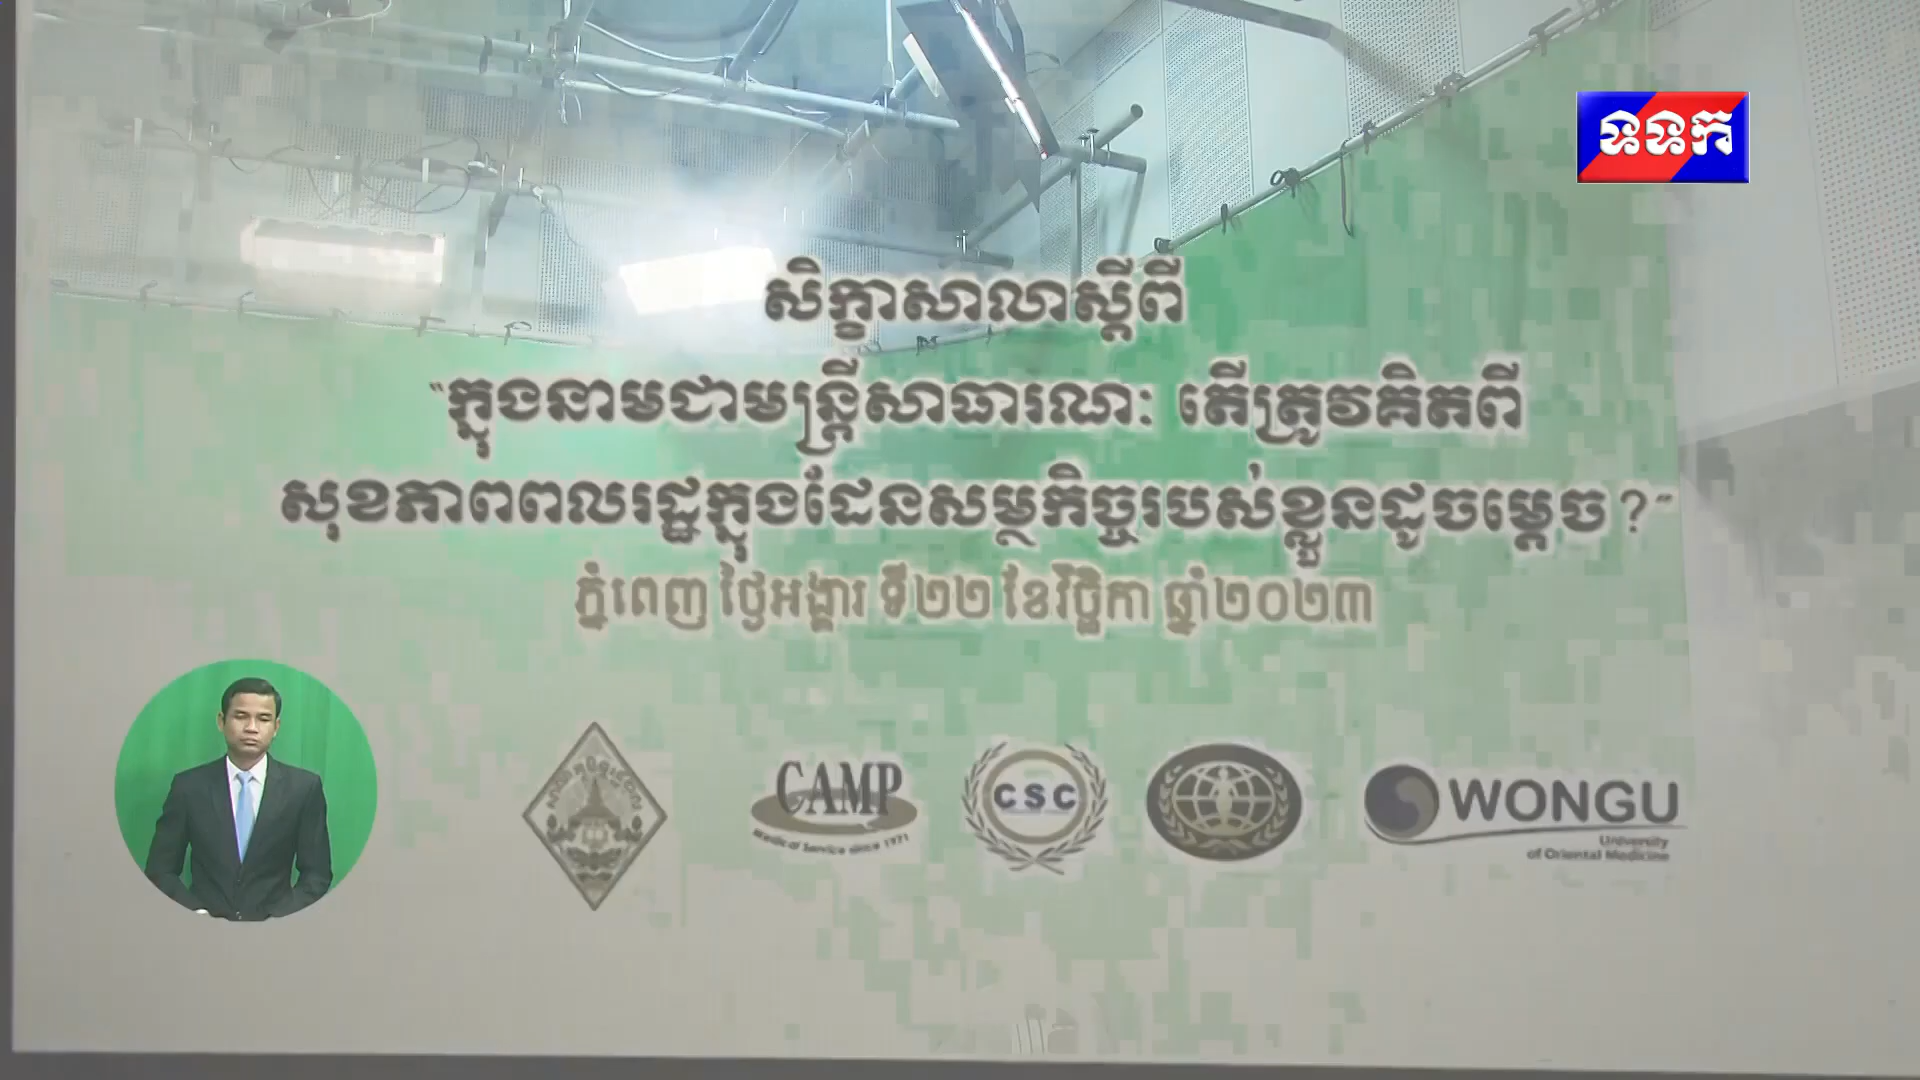 ទទក
សិក្ខាសាលាស្តីពី
"ក្នុងនាមជាមន្ត្រីសាធារណៈ តើត្រូវគិតពី
សុខភាពពលរដ្ឋក្នុងដែនសមត្ថកិច្ចរបស់ខ្លួនដូចម្តេច?"
ភ្នំពេញ ថ្ងៃអង្គារ ទី២២ ខែវិច្ឆិកា ឆ្នាំ២០២៣
CAMP
Medical Service since 1971
CSC
WONGU
University
of Oriental Medicine